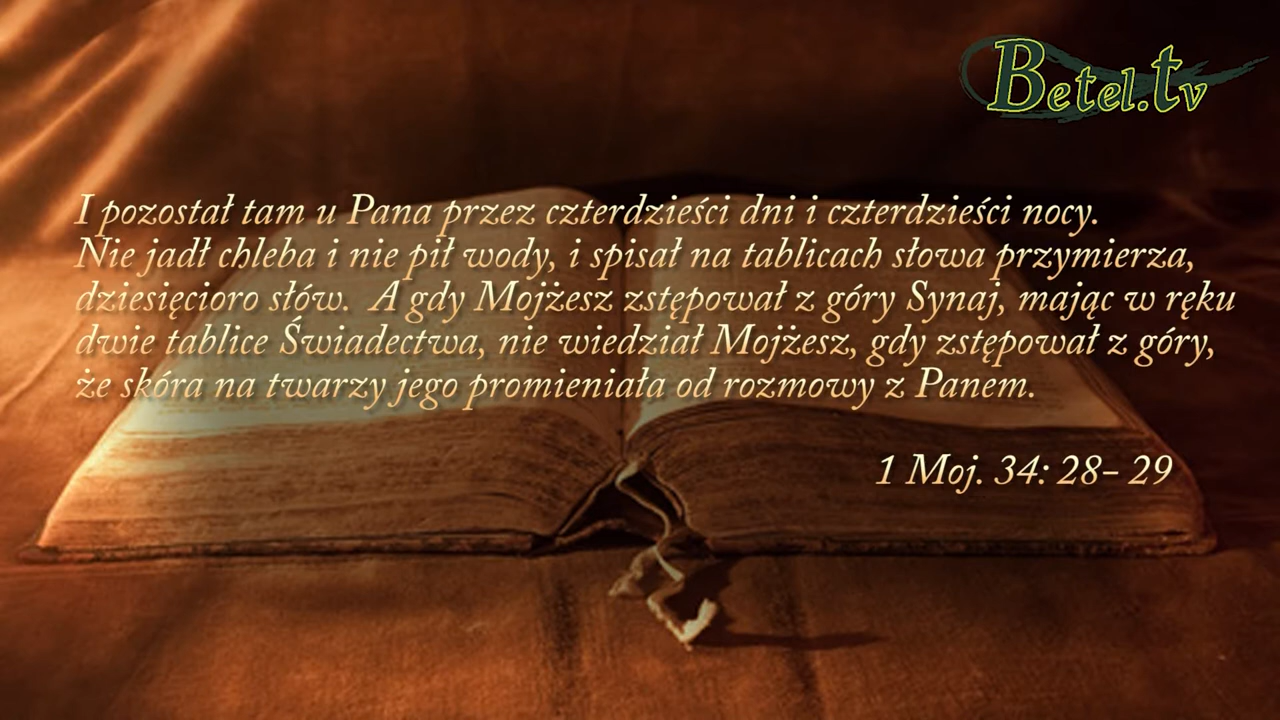 Betel.tv
I pozostał tam u Pana przez czterdzieści dni i czterdzieści nocy.
Nie jadł chleba i nie pił wody, i spisał na tablicach słowa przymierza,
dziesięcioro słów. A gdy Mojżesz zstępował z góry Synaj, mając w ręku
dwie tablice Świadectwa, nie wiedział Mojżesz, gdy zstępował z góry,
że skóra na twarzy jego promieniała od rozmowy z Panem.
1 Moj. 34: 28- 29